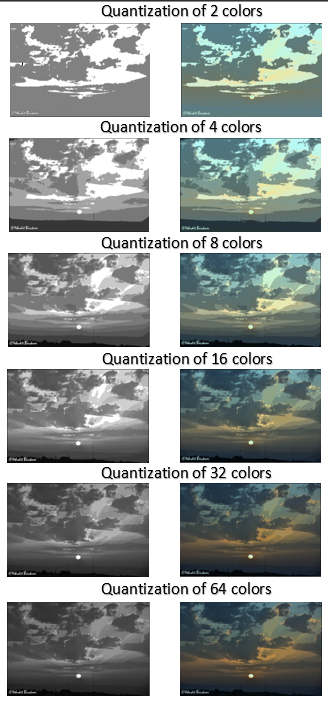 Quantization of 2 colors
Quantization of 4 colors
Quantization of 8 colors
Quantization of 16 colors
Quantization of 32 colors
Quantization of 64 colors